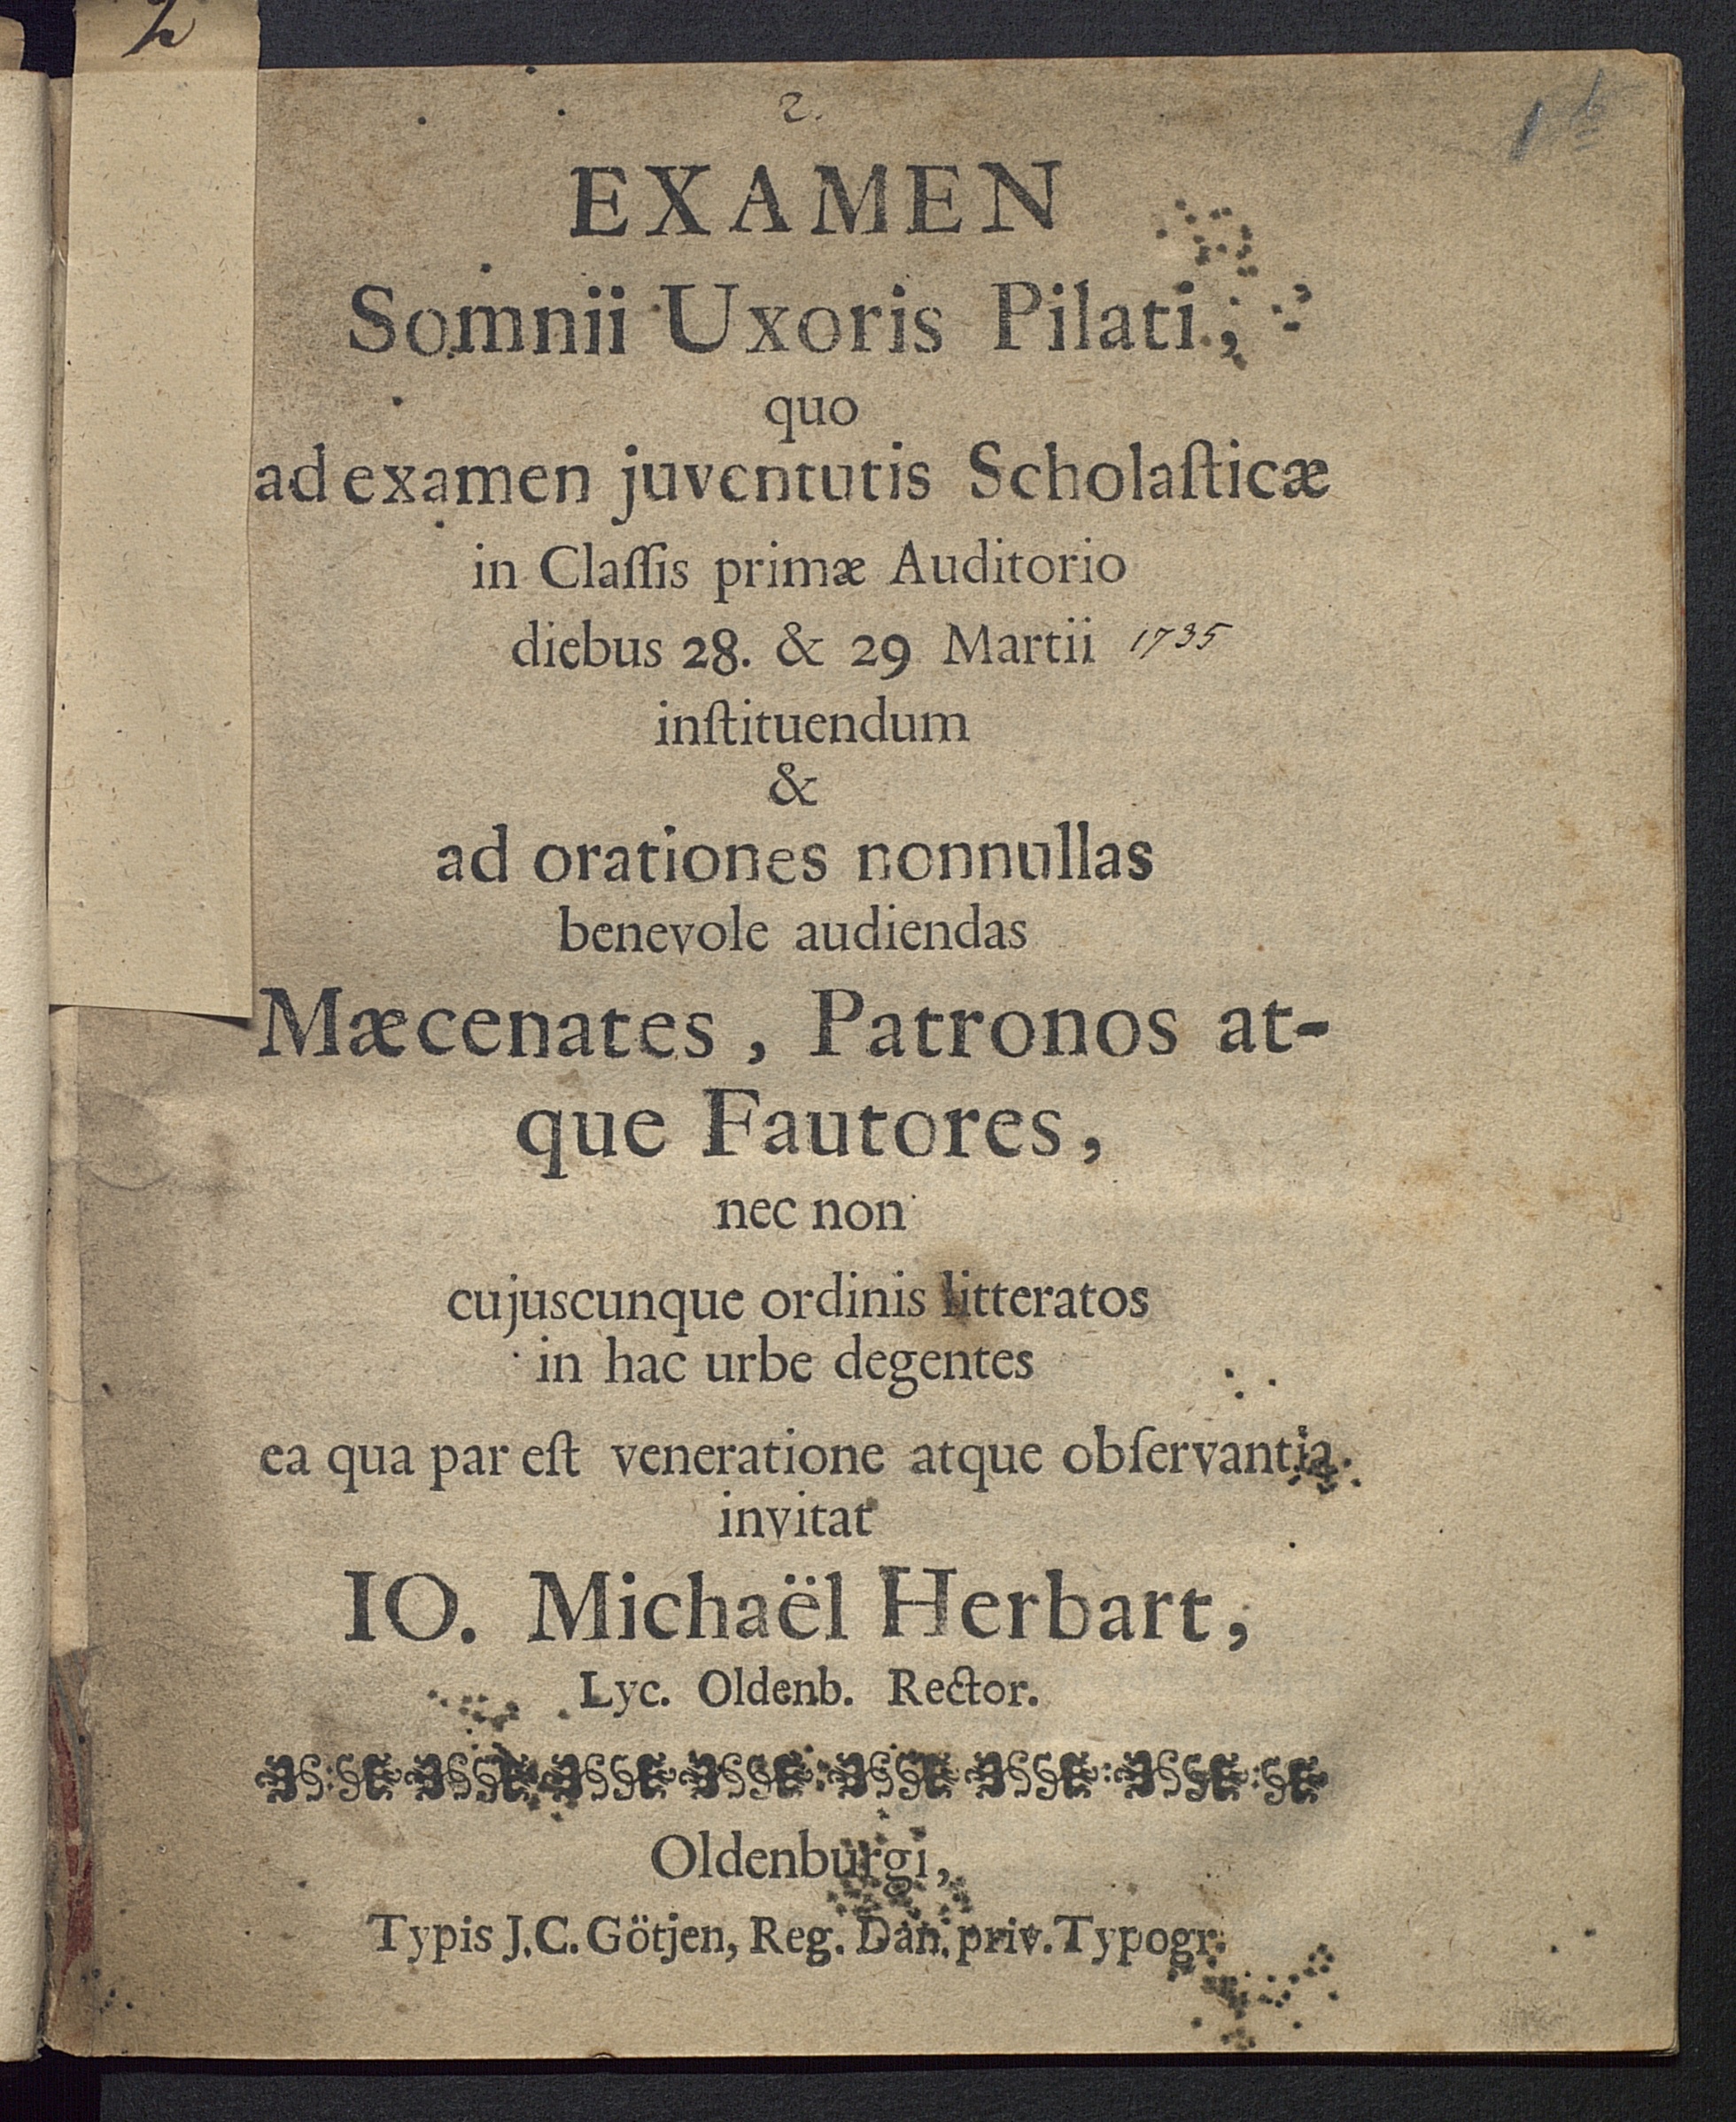 2
2.
1 b
EXAMEN
Somnii Uxoris Pilati,
quo
ad examen juventutis Scholaſticæ
in Claſſis primæ Auditorio
diebus 28. & 29 Martii 1735
inſtituendum
&
ad orationes nonnullas
benevole audiendas
Mæcenates, Patronos at-
que Fautores,
nec non
cujuscunque ordinis litteratos
in hac urbe degentes
ea qua par eſt veneratione atque obſervantia
invitat
IO. Michaël Herbart,
Lyc. Oldenb. Rector.
Oldenburgi,
Typis J.C. Götjen, Reg. Dan. priv. Typogr.